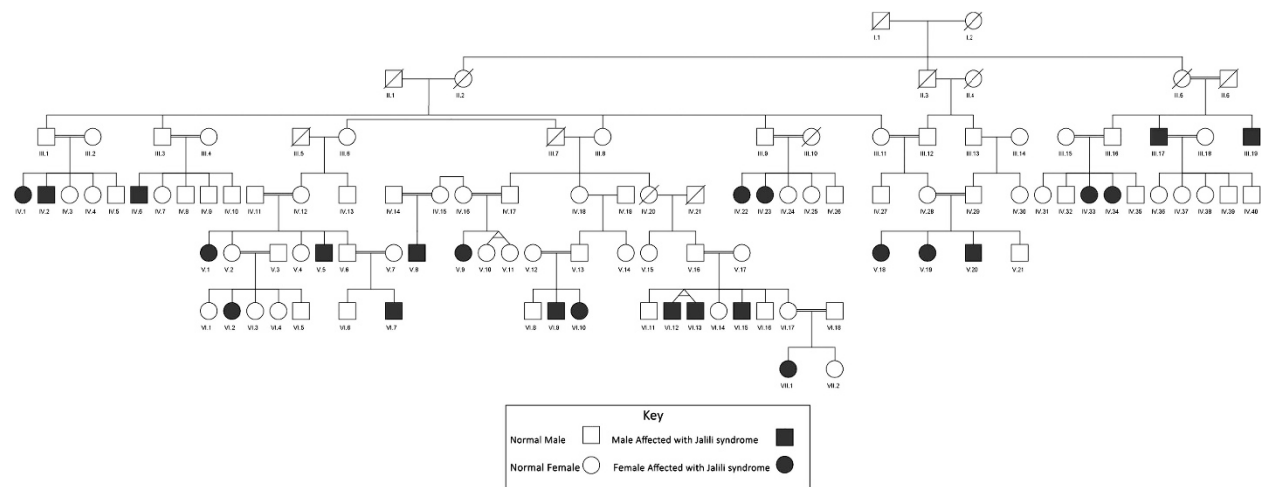 I.1 I.2
II.1 II.2 II.3 II.4 II.5 II.6
III.1 III.2 III.3 III.4 III.5 III.6 III.7 III.8 III.9 III.10 III.11 III.12 III.13 III.14 III.15 III.16 III.17 III.18 III.19
IV.1 IV.2 IV.3 IV.4 IV.5 IV.6 IV.7 IV.8 IV.9 IV.10 IV.11 IV.12 IV.13 IV.14 IV.15 IV.16 IV.17 IV.18 IV.19 IV.20 IV.21 IV.22 IV.23 IV.24 IV.25 IV.26 IV.27 IV.28 IV.29 IV.30 IV.31 IV.32 IV.33 IV.34 IV.35 IV.36 IV.37 IV.38 IV.39 IV.40
V.1 V.2 V.3 V.4 V.5 V.6 V.7 V.8 V.9 V.10 V.11 V.12 V.13 V.14 V.15 V.16 V.17 V.18 V.19 V.20 V.21
VI.1 VI.2 VI.3 VI.4 VI.5 VI.6 VI.7 VI.8 VI.9 VI.10 VI.11 VI.12 VI.13 VI.14 VI.15 VI.16 VI.17 VI.18
VII.1 VII.2
Key
Normal Male Male Affected with Jalili syndrome
Normal Female Female Affected with Jalili syndrome